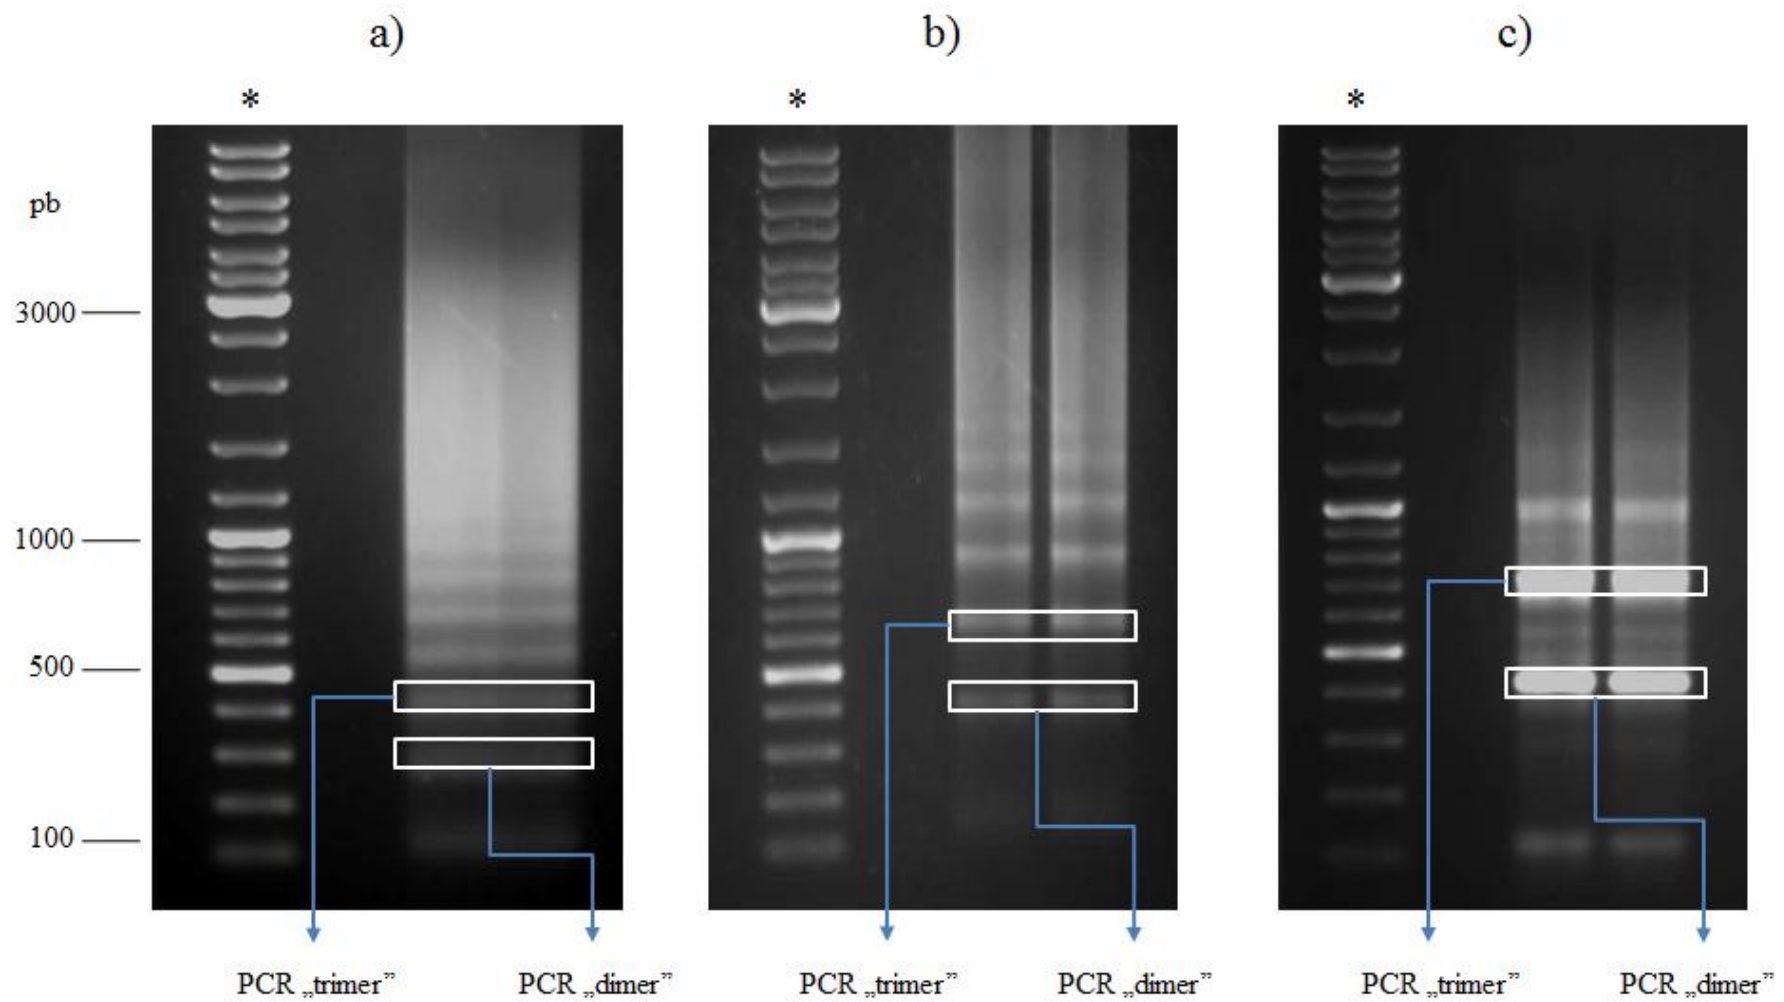 a) b) c)
* * *
pb
3000
1000
500
100
PCR „trimer” PCR „dimer” PCR „trimer” PCR „dimer” PCR „trimer” PCR „dimer”